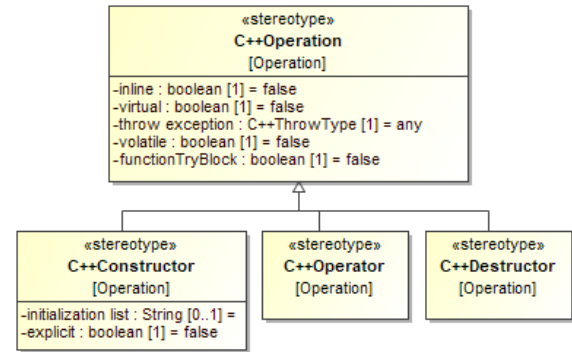 «stereotype»
C++Operation
[Operation]
-inline : boolean [1] = false
-virtual : boolean [1] = false
-throw exception : C++ThrowType [1] = any
-volatile : boolean [1] = false
-functionTryBlock : boolean [1] = false
«stereotype»
C++Constructor
[Operation]
-initialization list : String [0..1] =
-explicit : boolean [1] = false
«stereotype»
C++Operator
[Operation]
«stereotype»
C++Destructor
[Operation]